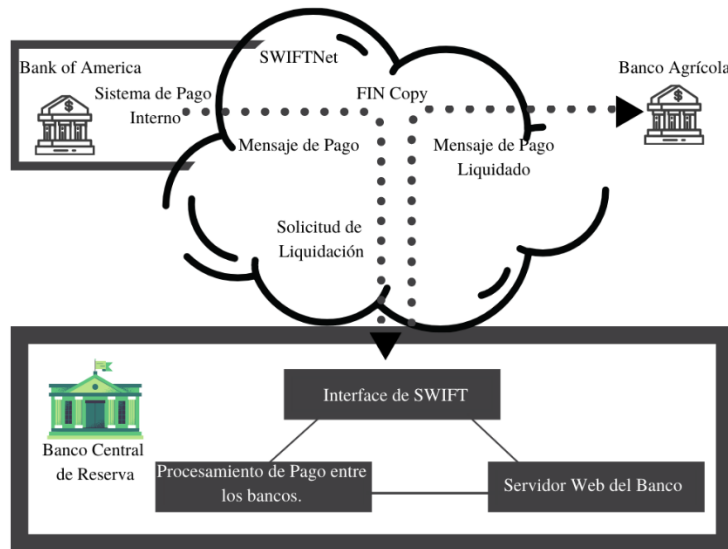 SWIFTNet
Bank of America
Sistema de Pago
Interno
FIN Copy
Banco Agrícola
Mensaje de Pago
Mensaje de Pago
Liquidado
Solicitud de
Liquidación
Banco Central
de Reserva
Interface de SWIFT
Procesamiento de Pago entre
los bancos.
Servidor Web del Banco